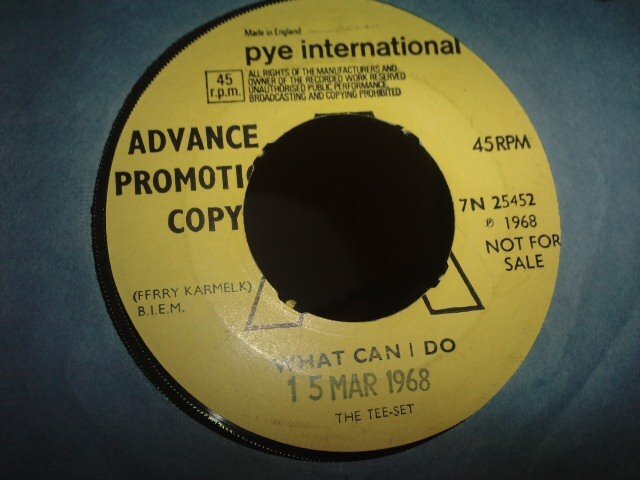 Made in England
pye international
45
r.p.m.
ALL RIGHTS OF THE MANUFACTURERS AND
OWNER OF THE RECORDED WORK RESERVED
UNAUTHORISED PUBLIC PERFORMANCE,
BROADCASTING AND COPYING PROHIBITED
ADVANCE
PROMOTIO
COPY
45 RPM
7N 25452
℗ 1968
NOT FOR
SALE
(FFRRY KARMELK)
B.I.E.M.
A
WHAT CAN I DO
15 MAR 1968
THE TEE-SET